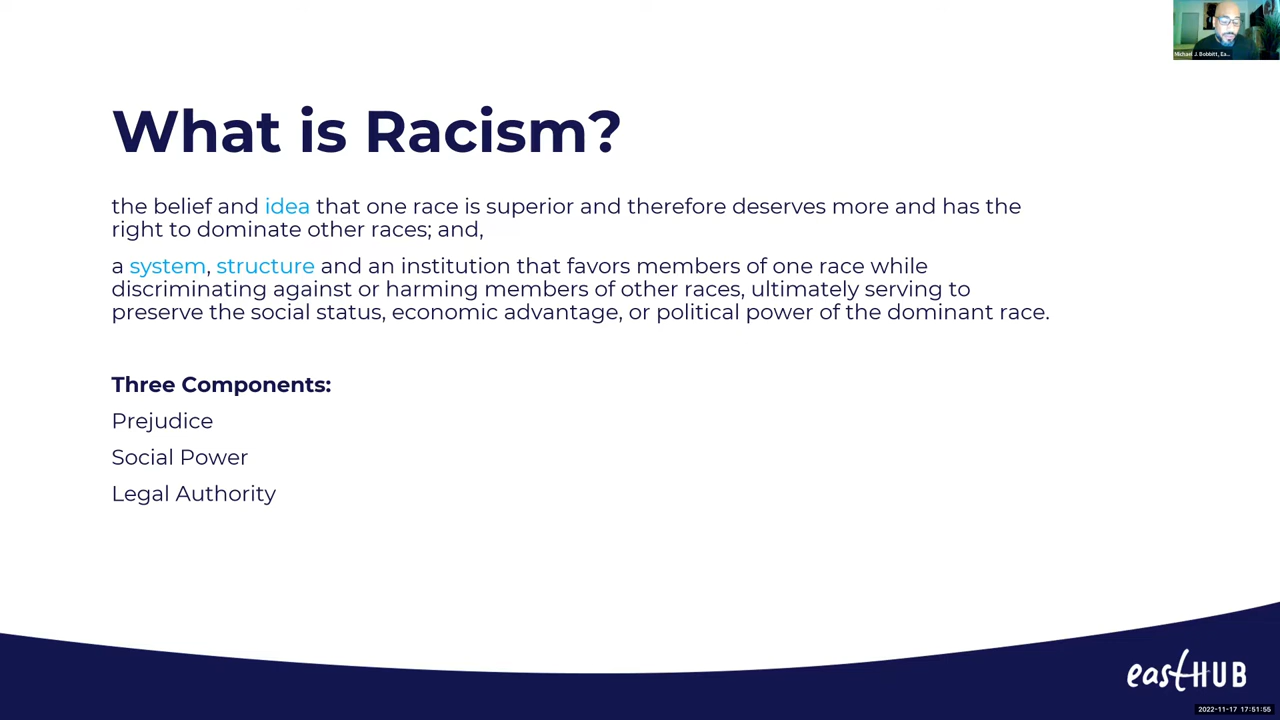 Michael J. Bobbitt, Ea...
What is Racism?
the belief and idea that one race is superior and therefore deserves more and has the
right to dominate other races; and,
a system, structure and an institution that favors members of one race while
discriminating against or harming members of other races, ultimately serving to
preserve the social status, economic advantage, or political power of the dominant race.
Three Components:
Prejudice
Social Power
Legal Authority
eastHUB
2022-11-17 17:51:55